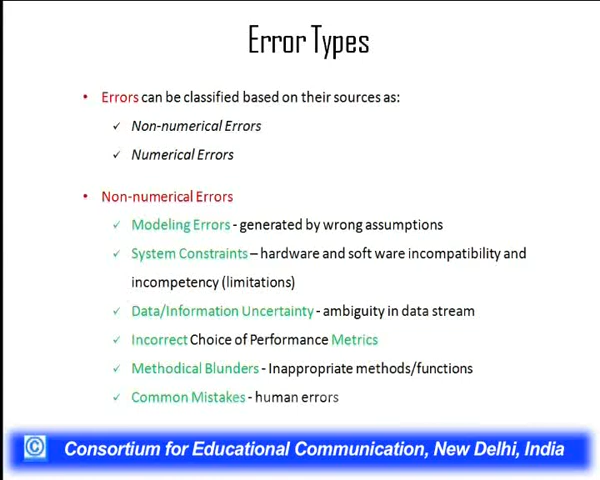 Error Types
• Errors can be classified based on their sources as:
✓ Non-numerical Errors
✓ Numerical Errors
• Non-numerical Errors
✓ Modeling Errors - generated by wrong assumptions
✓ System Constraints – hardware and soft ware incompatibility and
incompetency (limitations)
✓ Data/Information Uncertainty - ambiguity in data stream
✓ Incorrect Choice of Performance Metrics
✓ Methodical Blunders - Inappropriate methods/functions
✓ Common Mistakes - human errors
© Consortium for Educational Communication, New Delhi, India